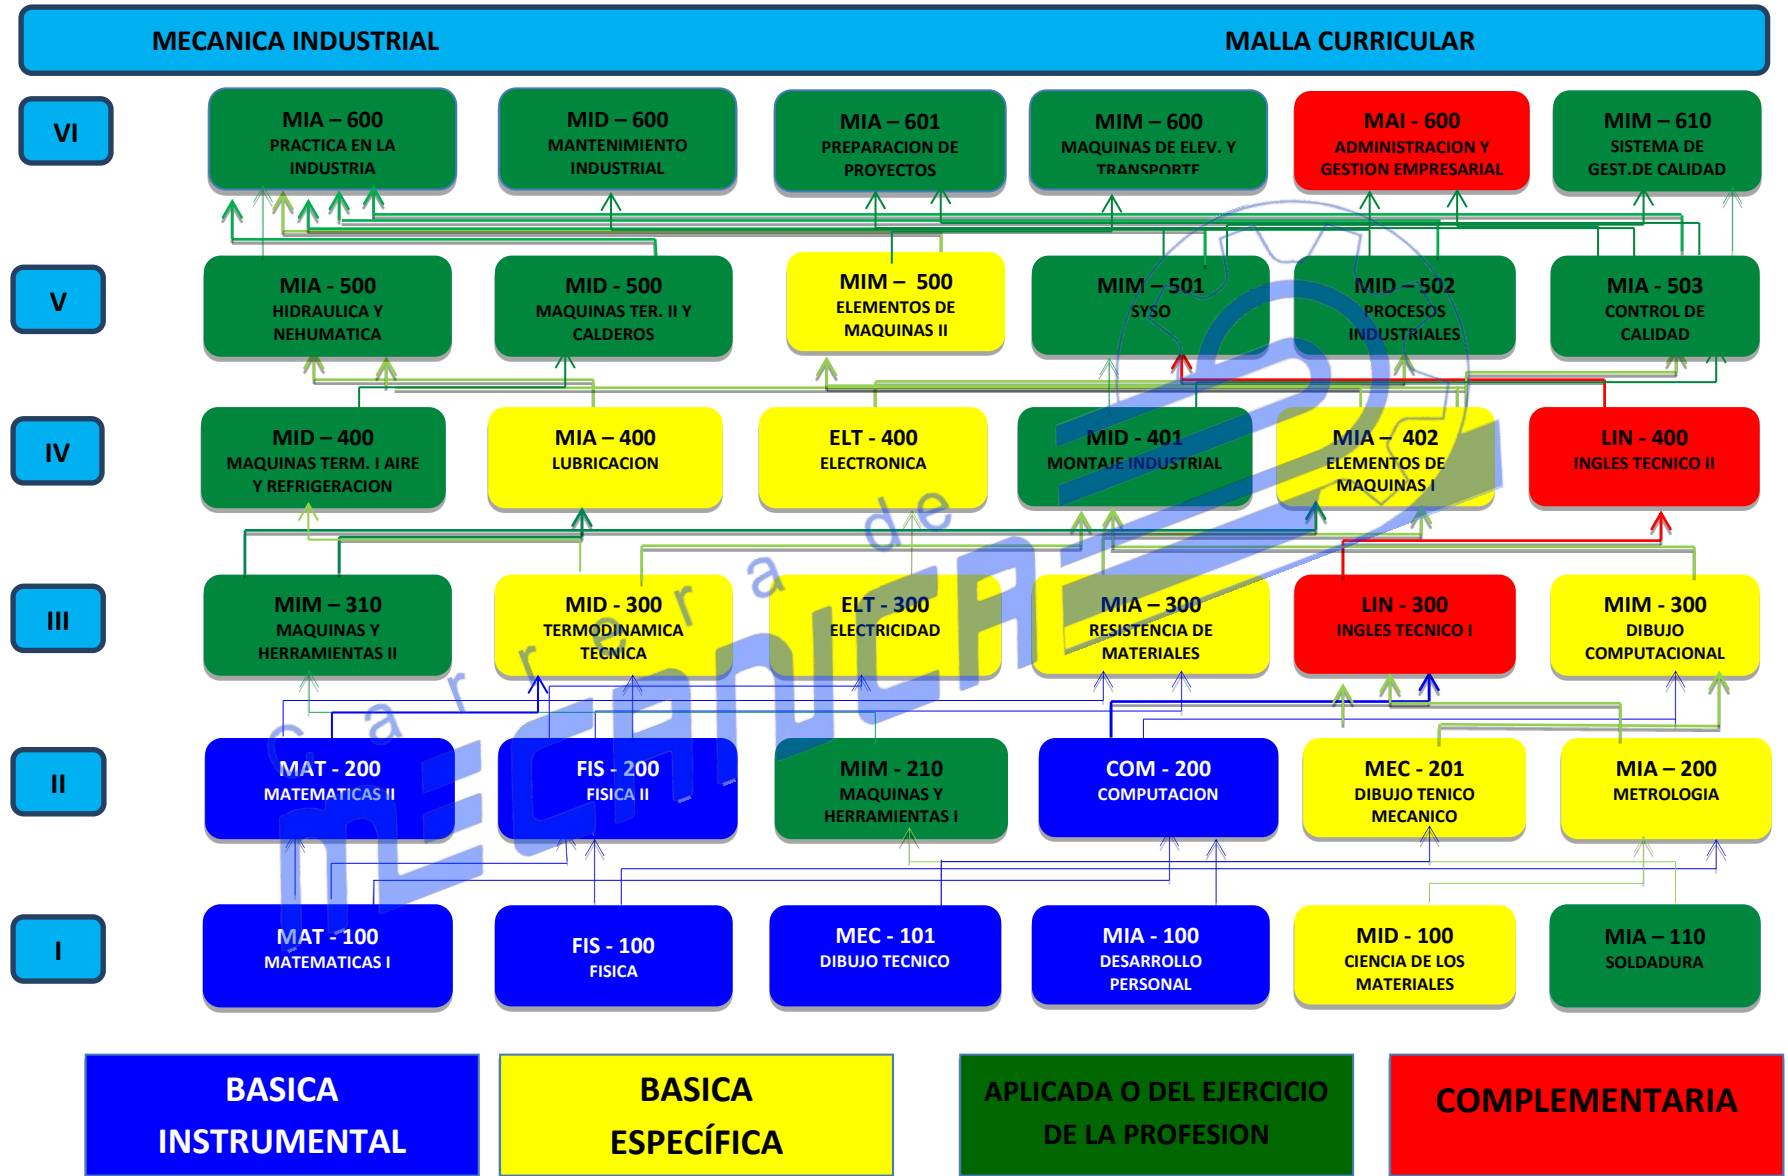 MECANICA INDUSTRIAL
MALLA CURRICULAR
VI
MIA – 600
PRACTICA EN LA
INDUSTRIA
MID – 600
MANTENIMIENTO
INDUSTRIAL
MIA – 601
PREPARACION DE
PROYECTOS
MIM – 600
MAQUINAS DE ELEV. Y
TRANSPORTE
MAI - 600
ADMINISTRACION Y
GESTION EMPRESARIAL
MIM – 610
SISTEMA DE
GEST.DE CALIDAD
V
MIA - 500
HIDRAULICA Y
NEHUMATICA
MID - 500
MAQUINAS TER. II Y
CALDEROS
MIM – 500
ELEMENTOS DE
MAQUINAS II
MIM – 501
SYSO
MID – 502
PROCESOS
INDUSTRIALES
MIA - 503
CONTROL DE
CALIDAD
IV
MID – 400
MAQUINAS TERM. I AIRE
Y REFRIGERACION
MIA – 400
LUBRICACION
ELT - 400
ELECTRONICA
MID - 401
MONTAJE INDUSTRIAL
MIA – 402
ELEMENTOS DE
MAQUINAS I
LIN - 400
INGLES TECNICO II
III
MIM – 310
MAQUINAS Y
HERRAMIENTAS II
MID - 300
TERMODINAMICA
TECNICA
ELT - 300
ELECTRICIDAD
MIA – 300
RESISTENCIA DE
MATERIALES
LIN - 300
INGLES TECNICO I
MIM - 300
DIBUJO
COMPUTACIONAL
II
MAT - 200
MATEMATICAS II
FIS - 200
FISICA II
MIM - 210
MAQUINAS Y
HERRAMIENTAS I
COM - 200
COMPUTACION
MEC - 201
DIBUJO TENICO
MECANICO
MIA – 200
METROLOGIA
I
MAT - 100
MATEMATICAS I
FIS - 100
FISICA
MEC - 101
DIBUJO TECNICO
MIA - 100
DESARROLLO
PERSONAL
MID - 100
CIENCIA DE LOS
MATERIALES
MIA – 110
SOLDADURA
carrera de
MECANICA
BASICA
INSTRUMENTAL
BASICA
ESPECÍFICA
APLICADA O DEL EJERCICIO
DE LA PROFESION
COMPLEMENTARIA